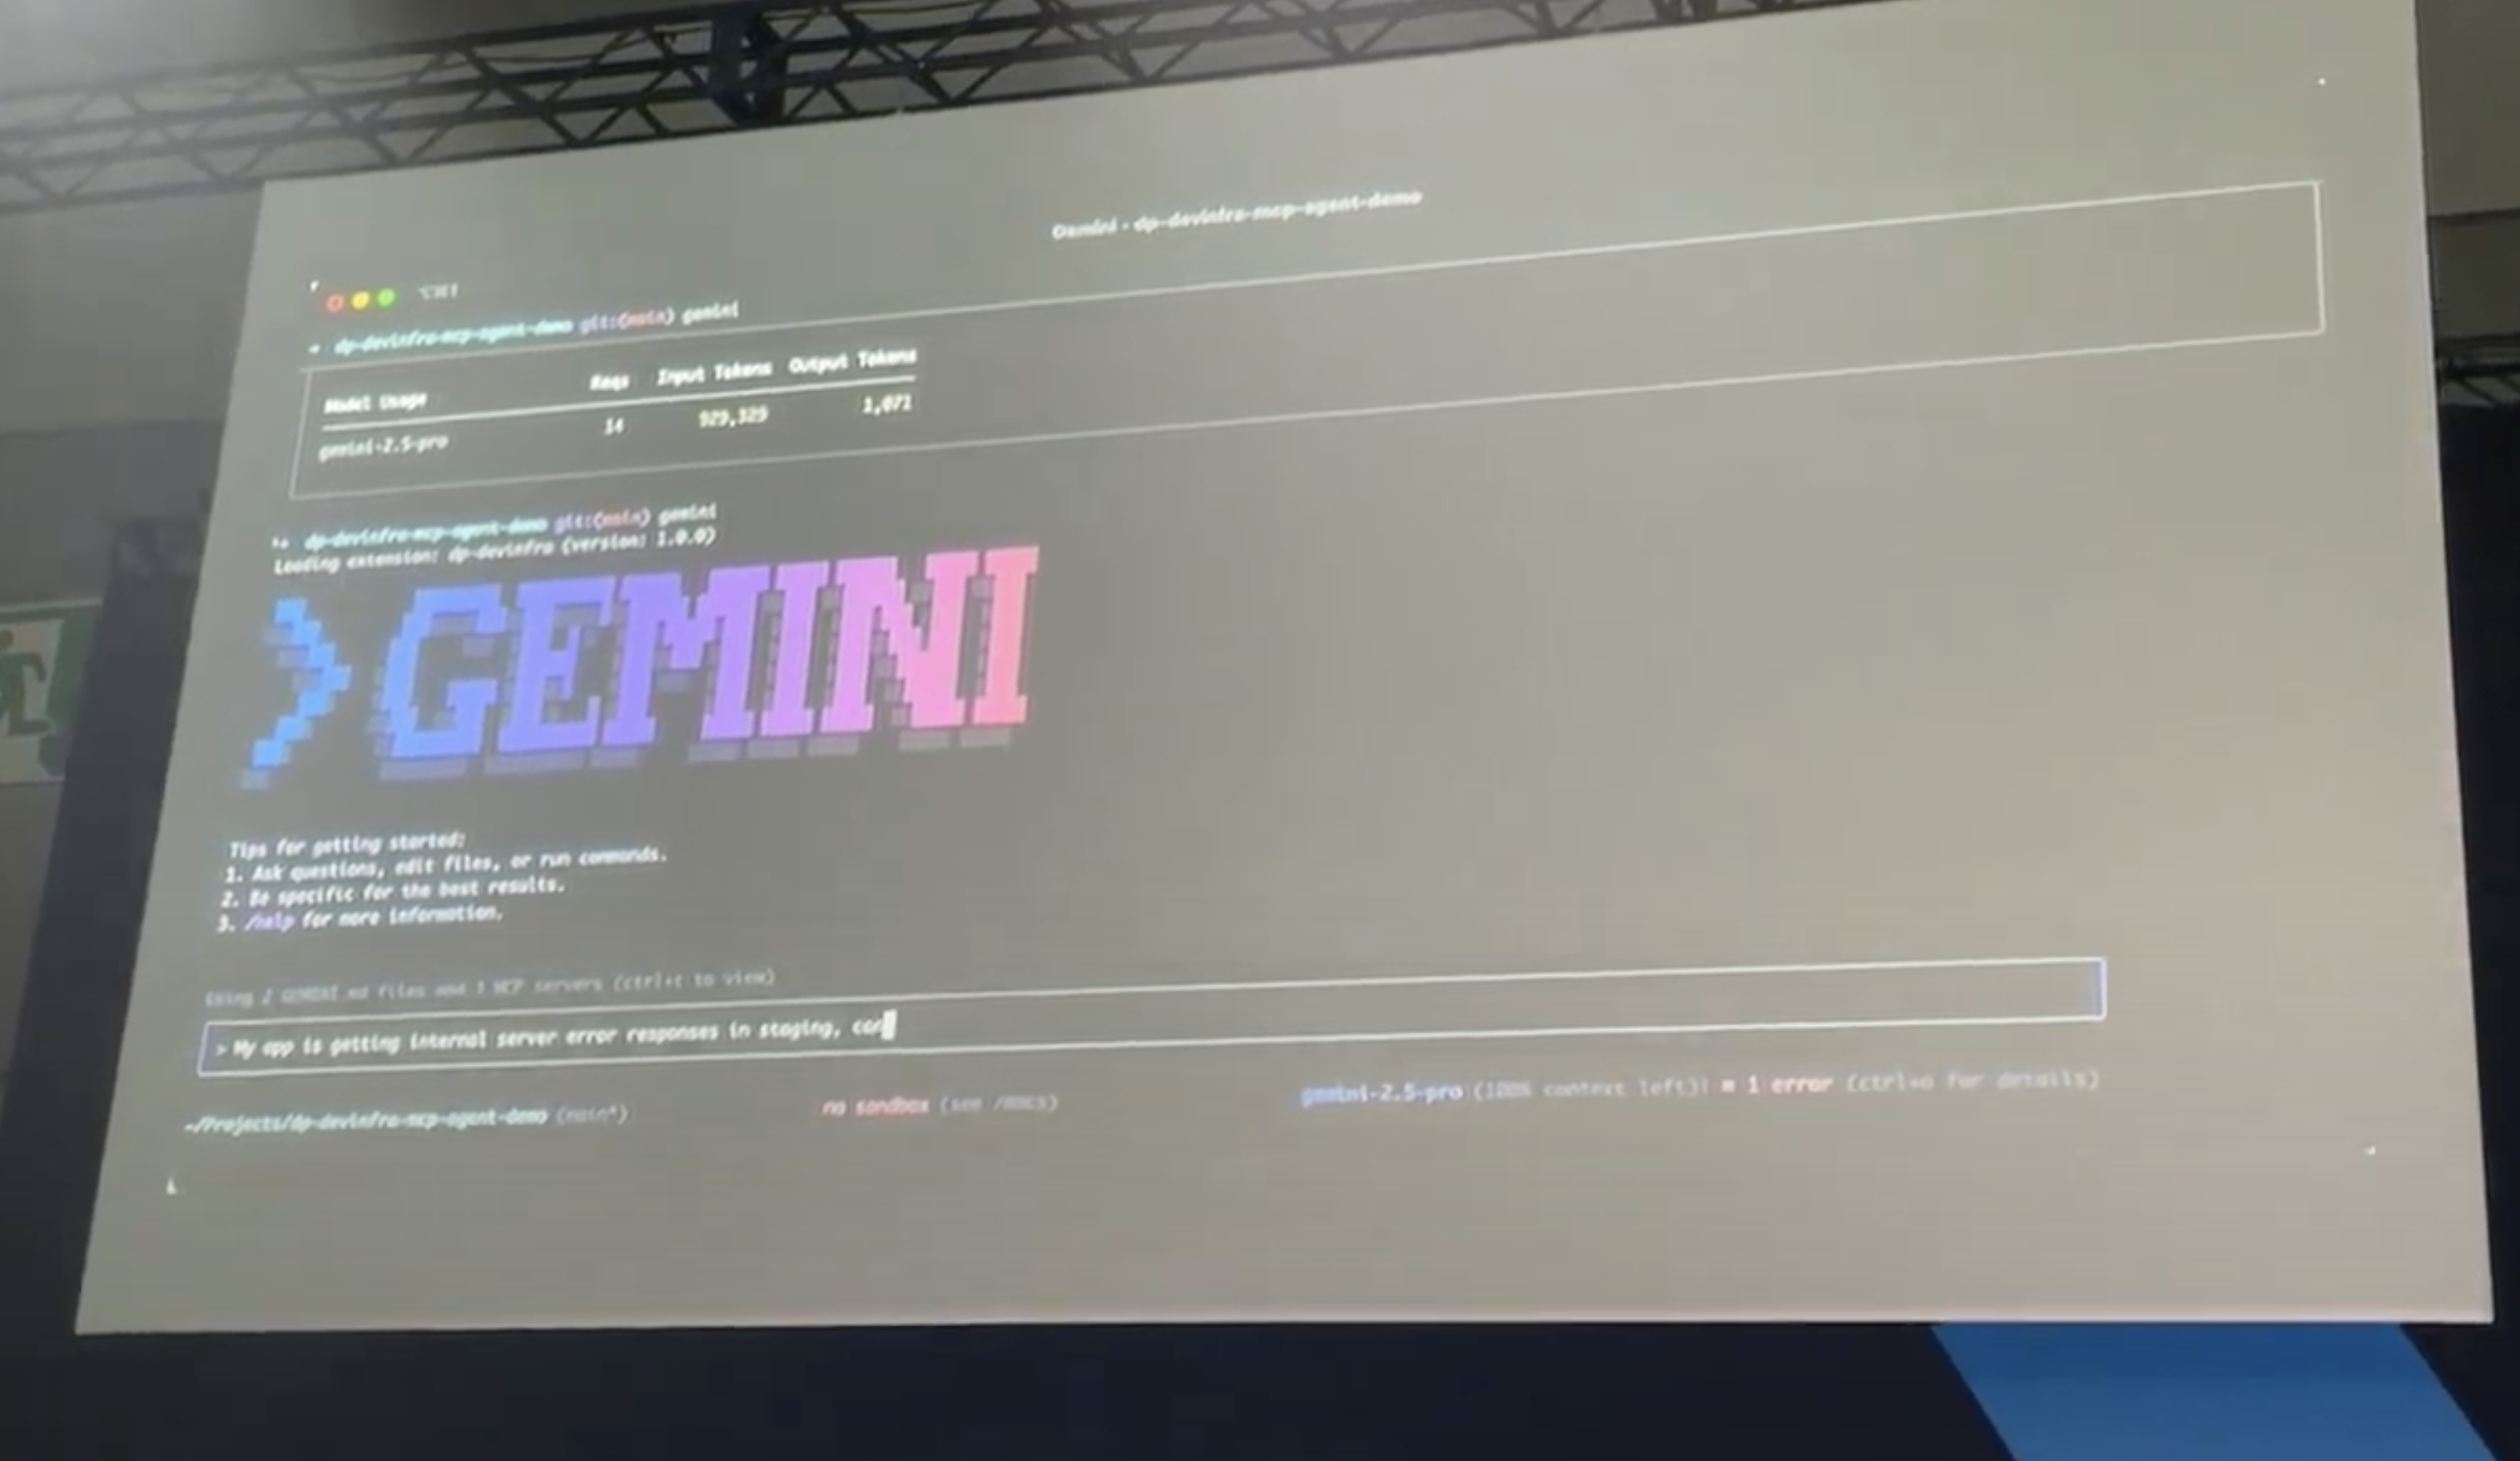 Gemini - dp-devinfra-mcp-agent-demo
dp-devinfra-mcp-agent-demo git:(main) gemini
Model Usage Reqs Input Tokens Output Tokens
gemini-2.5-pro 14 929,329 1,071
dp-devinfra-mcp-agent-demo git:(main) gemini
Loading extension: dp-devinfra (version: 1.0.0)
>GEMINI
Tips for getting started:
1. Ask questions, edit files, or run commands.
2. Be specific for the best results.
3. /help for more information.
Using 2 GEMINI.md files and 1 MCP servers (ctrl+t to view)
> My app is getting internal server error responses in staging, can
~/Projects/dp-devinfra-mcp-agent-demo (main*) no sandbox (see /docs) gemini-2.5-pro (100% context left)| ✖ 1 error (ctrl+o for details)